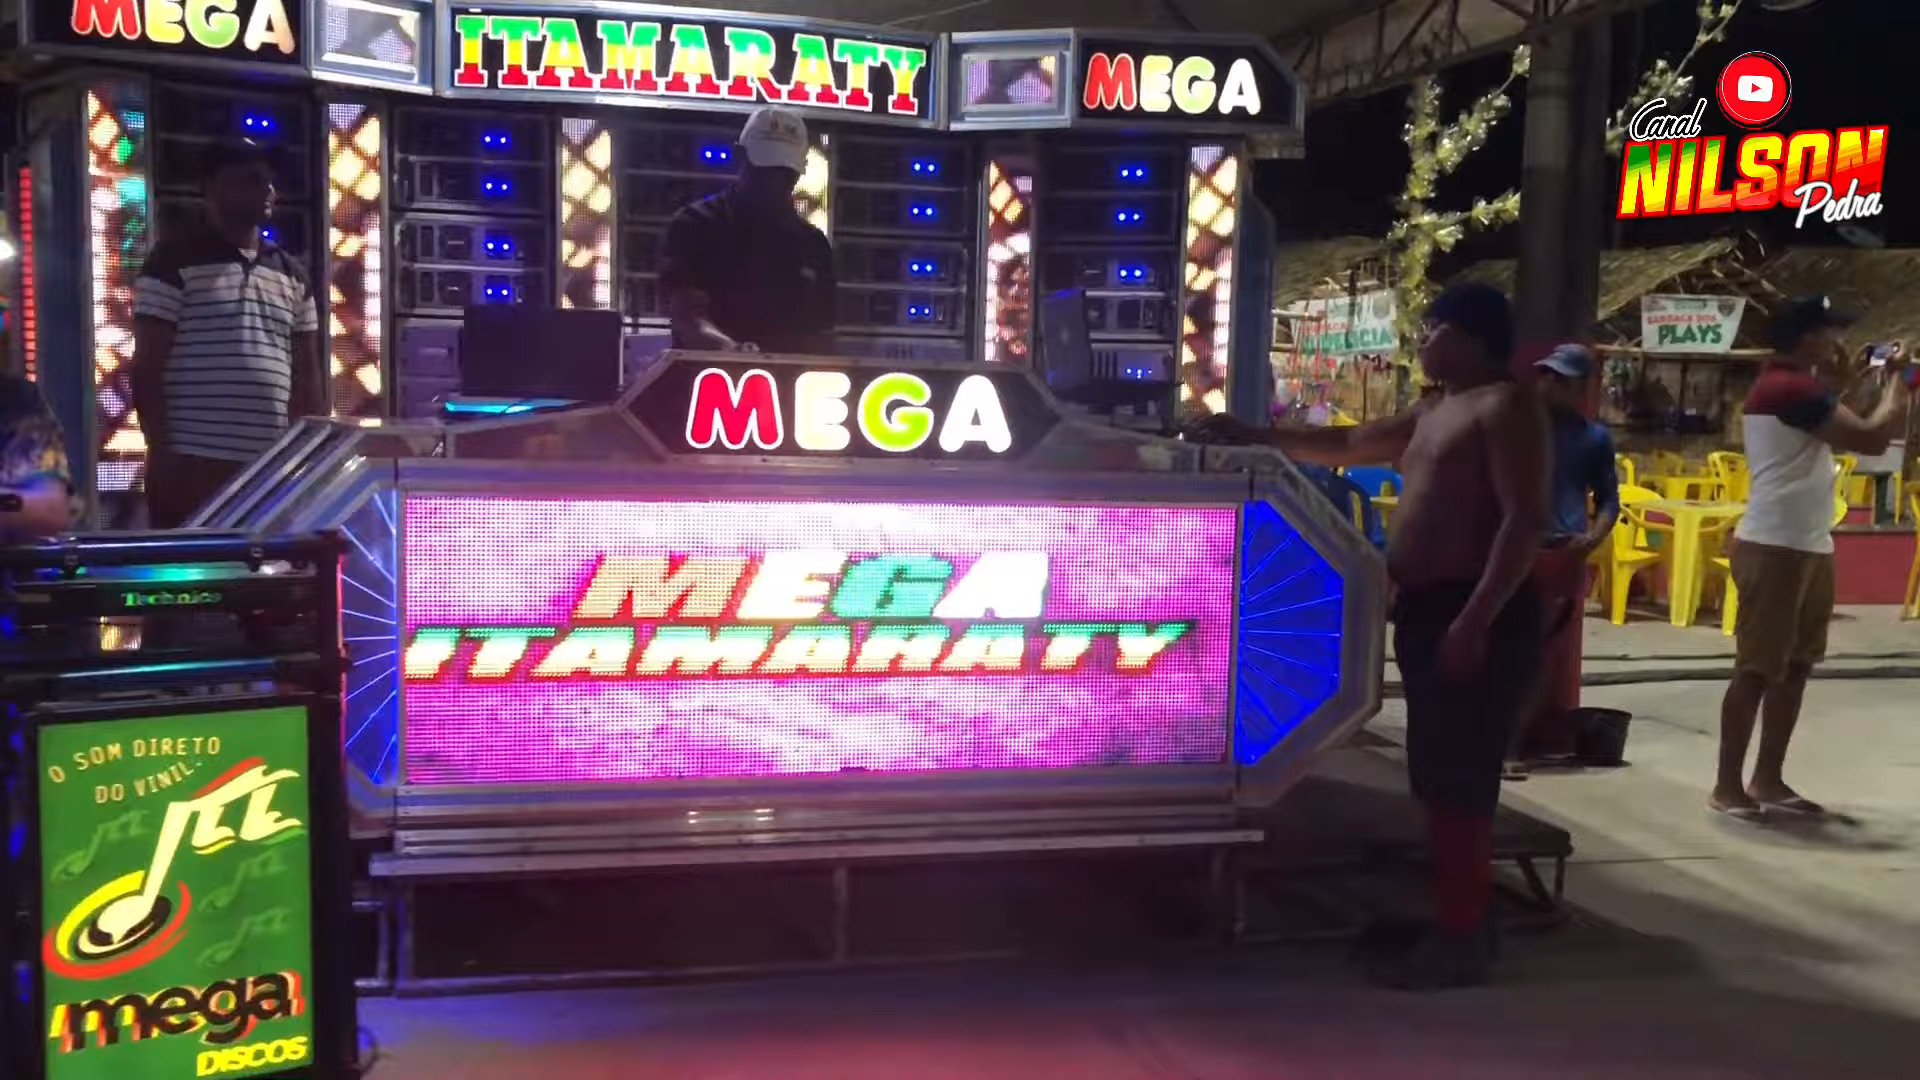 MEGA
ITAMARATY
MEGA
Canal
NILSON
Pedra
PLAYS
MEGA
MEGA
ITAMARATY
Technics
O SOM DIRETO
DO VINIL
mega
DISCOS